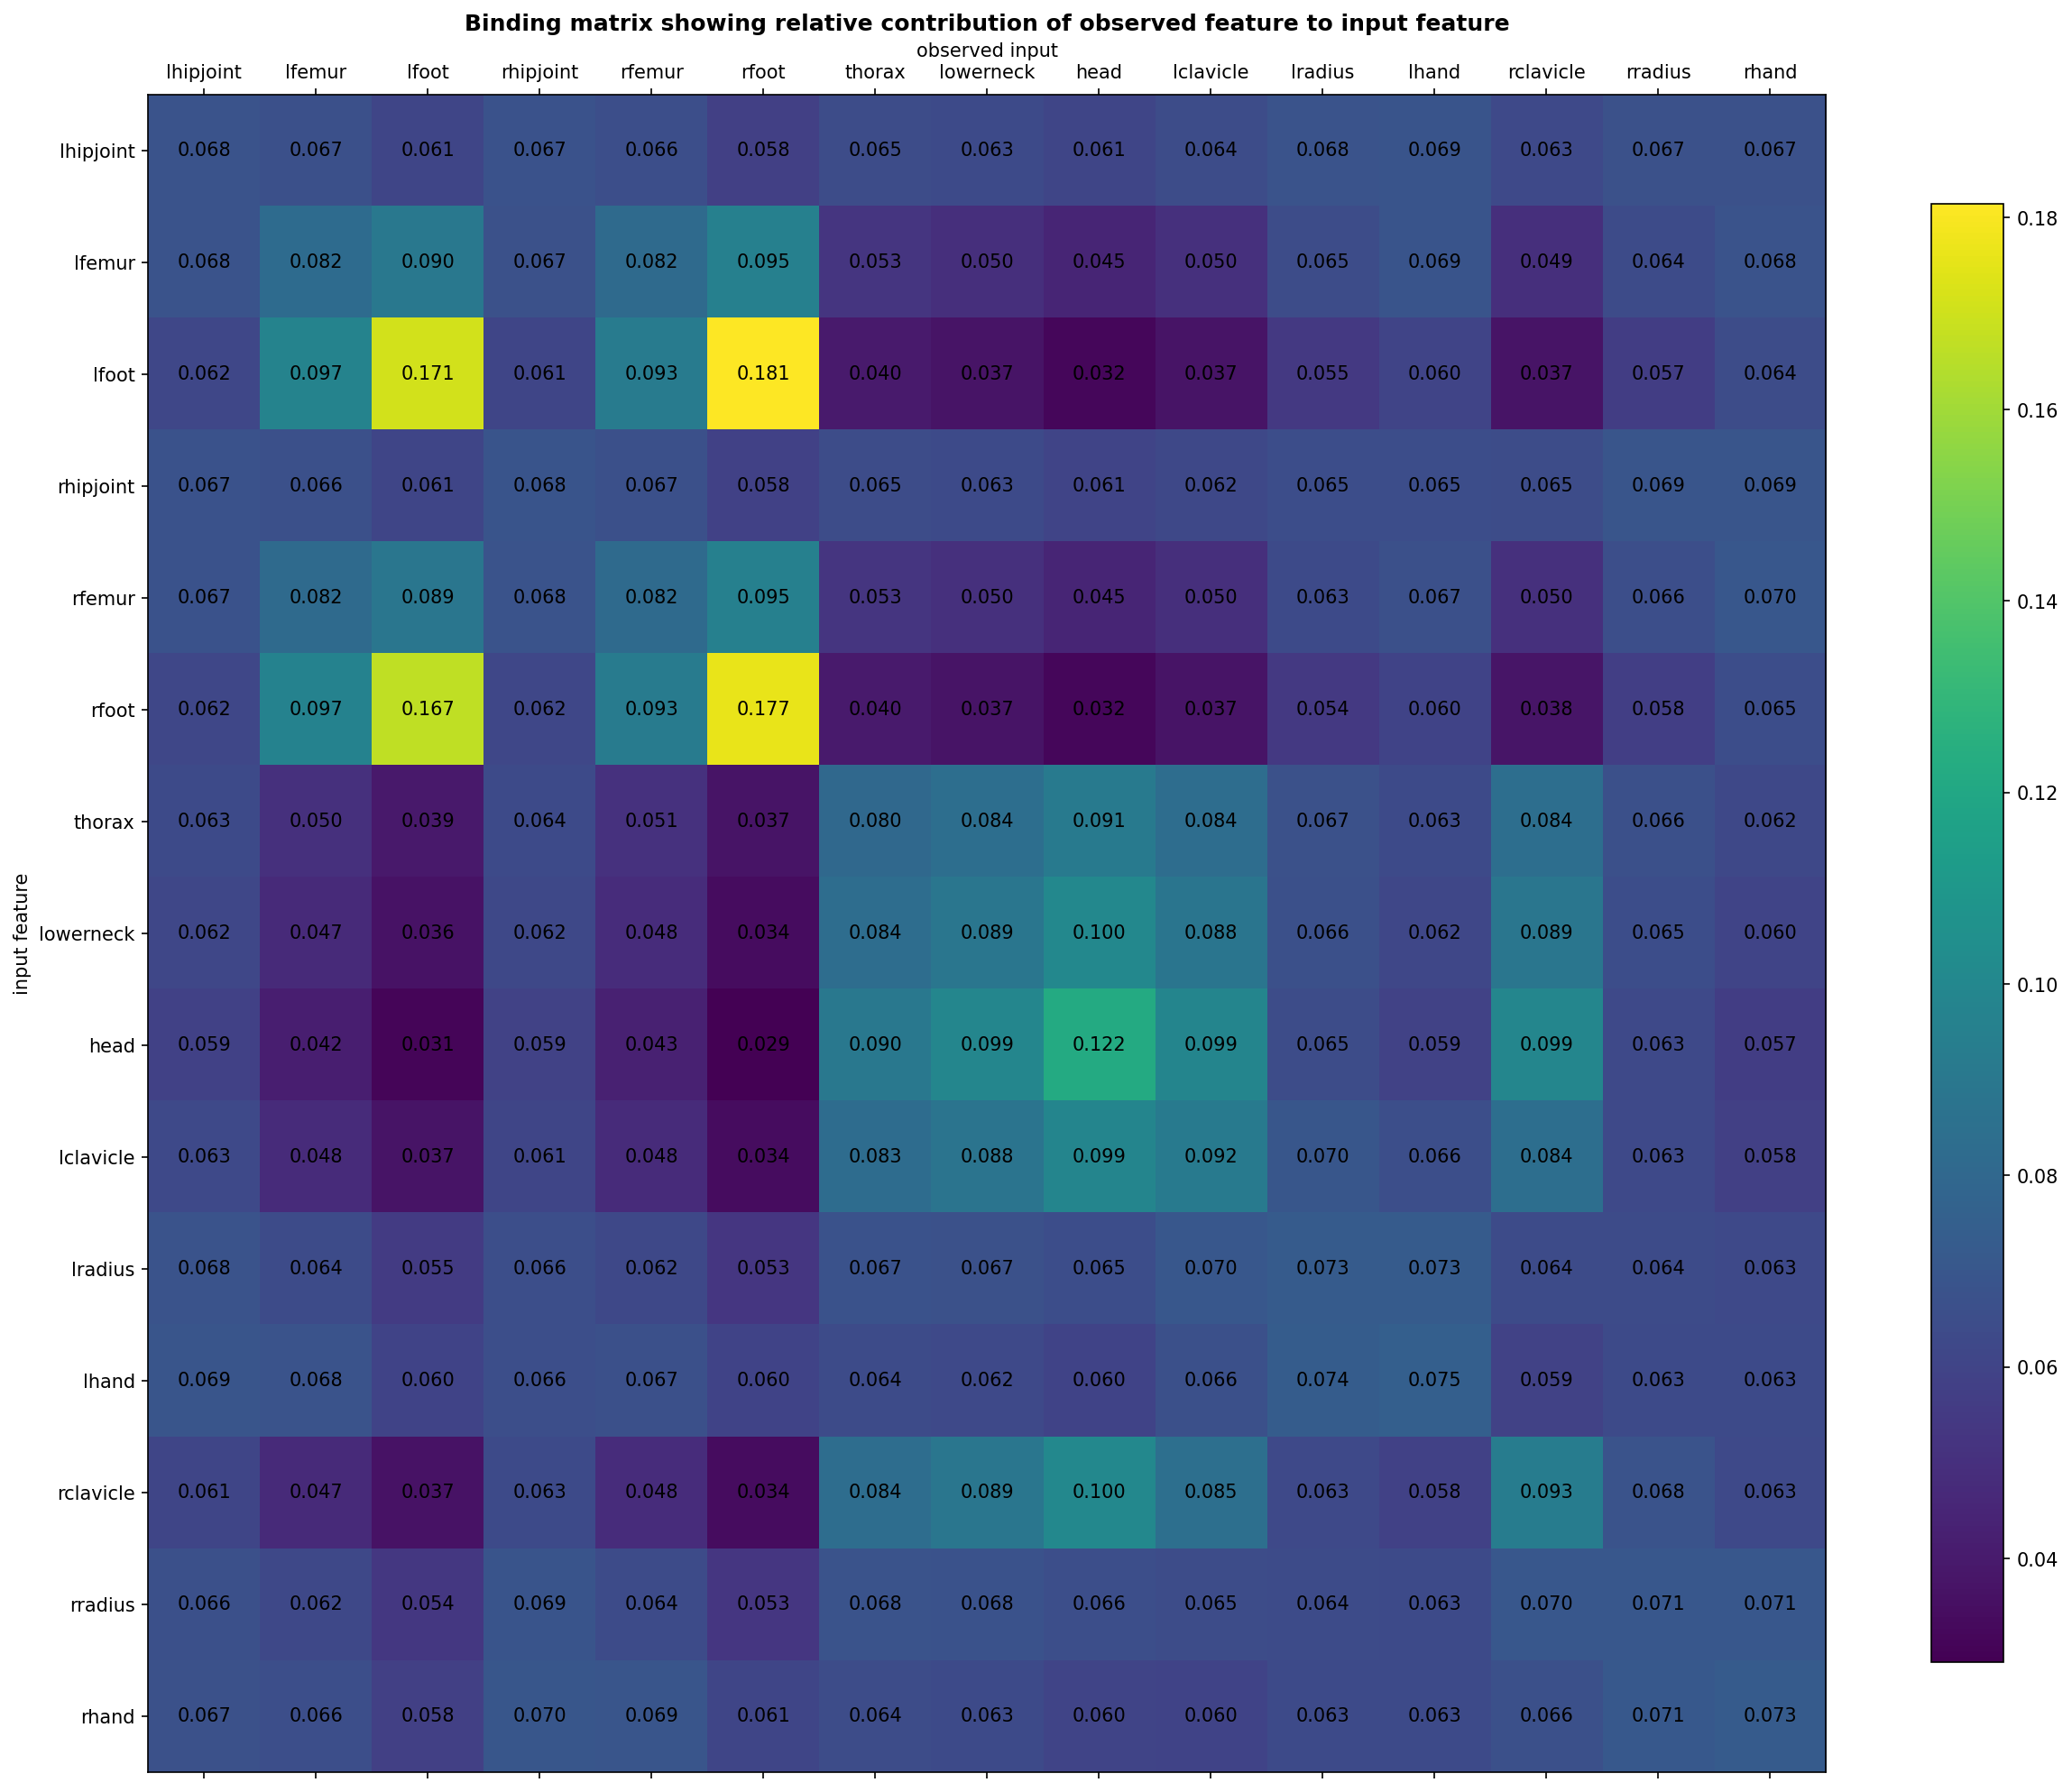 Binding matrix showing relative contribution of observed feature to input feature
observed input
lhipjoint lfemur lfoot rhipjoint rfemur rfoot thorax lowerneck head lclavicle lradius lhand rclavicle rradius rhand
lhipjoint 0.068 0.067 0.061 0.067 0.066 0.058 0.065 0.063 0.061 0.064 0.068 0.069 0.063 0.067 0.067
0.18
lfemur 0.068 0.082 0.090 0.067 0.082 0.095 0.053 0.050 0.045 0.050 0.065 0.069 0.049 0.064 0.068
lfoot 0.062 0.097 0.171 0.061 0.093 0.181 0.040 0.037 0.032 0.037 0.055 0.060 0.037 0.057 0.064
0.16
rhipjoint 0.067 0.066 0.061 0.068 0.067 0.058 0.065 0.063 0.061 0.062 0.065 0.065 0.065 0.069 0.069
rfemur 0.067 0.082 0.089 0.068 0.082 0.095 0.053 0.050 0.045 0.050 0.063 0.067 0.050 0.066 0.070
0.14
rfoot 0.062 0.097 0.167 0.062 0.093 0.177 0.040 0.037 0.032 0.037 0.054 0.060 0.038 0.058 0.065
0.12
thorax 0.063 0.050 0.039 0.064 0.051 0.037 0.080 0.084 0.091 0.084 0.067 0.063 0.084 0.066 0.062
input feature
lowerneck 0.062 0.047 0.036 0.062 0.048 0.034 0.084 0.089 0.100 0.088 0.066 0.062 0.089 0.065 0.060
0.10
head 0.059 0.042 0.031 0.059 0.043 0.029 0.090 0.099 0.122 0.099 0.065 0.059 0.099 0.063 0.057
lclavicle 0.063 0.048 0.037 0.061 0.048 0.034 0.083 0.088 0.099 0.092 0.070 0.066 0.084 0.063 0.058
0.08
lradius 0.068 0.064 0.055 0.066 0.062 0.053 0.067 0.067 0.065 0.070 0.073 0.073 0.064 0.064 0.063
0.06
lhand 0.069 0.068 0.060 0.066 0.067 0.060 0.064 0.062 0.060 0.066 0.074 0.075 0.059 0.063 0.063
rclavicle 0.061 0.047 0.037 0.063 0.048 0.034 0.084 0.089 0.100 0.085 0.063 0.058 0.093 0.068 0.063
0.04
rradius 0.066 0.062 0.054 0.069 0.064 0.053 0.068 0.068 0.066 0.065 0.064 0.063 0.070 0.071 0.071
rhand 0.067 0.066 0.058 0.070 0.069 0.061 0.064 0.063 0.060 0.060 0.063 0.063 0.066 0.071 0.073